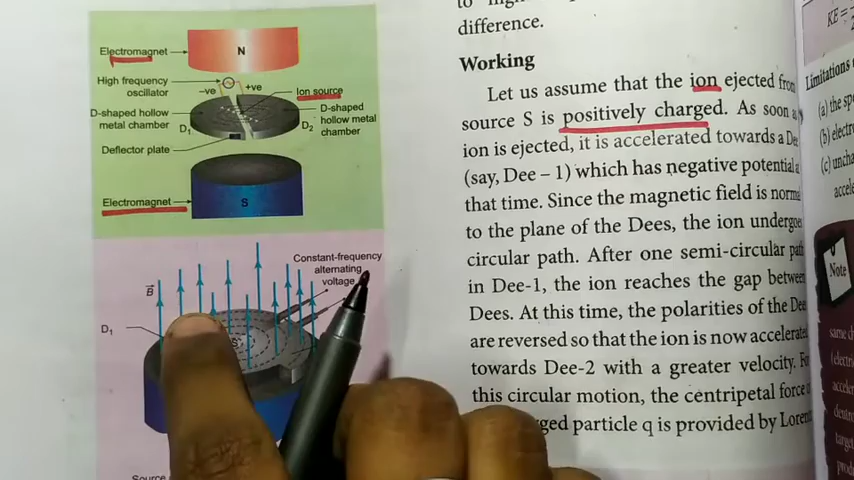 Electromagnet
N
High frequency
oscillator
–ve
+ve
Ion source
D-shaped hollow
metal chamber
D1
D2
D-shaped
hollow metal
chamber
Deflector plate
Electromagnet
S
Constant-frequency
alternating
voltage
B
D1
S
Source
difference.
Working
Let us assume that the ion ejected from
source S is positively charged. As soon
ion is ejected, it is accelerated towards a Dee
(say, Dee – 1) which has negative potential
that time. Since the magnetic field is normal
to the plane of the Dees, the ion undergoes
circular path. After one semi-circular path
in Dee-1, the ion reaches the gap between
Dees. At this time, the polarities of the
are reversed so that the ion is now accelerated
towards Dee-2 with a greater velocity.
this circular motion, the centripetal force
particle q is provided by
KE =
Limitations
(a) the
(b)
(c)
Note